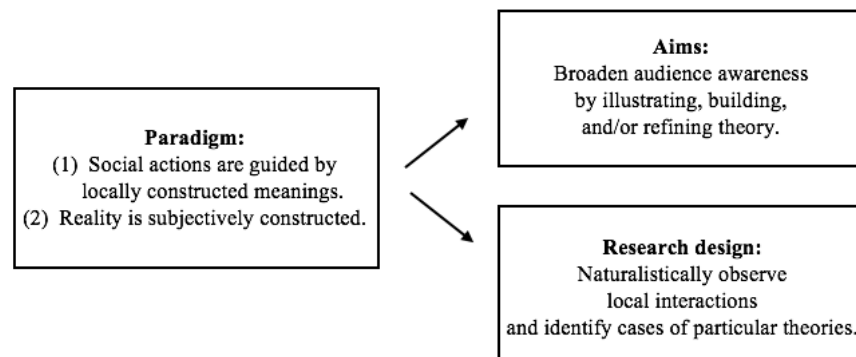 Paradigm:
(1) Social actions are guided by
locally constructed meanings.
(2) Reality is subjectively constructed.
Aims:
Broaden audience awareness
by illustrating, building,
and/or refining theory.
Research design:
Naturalistically observe
local interactions
and identify cases of particular theories.